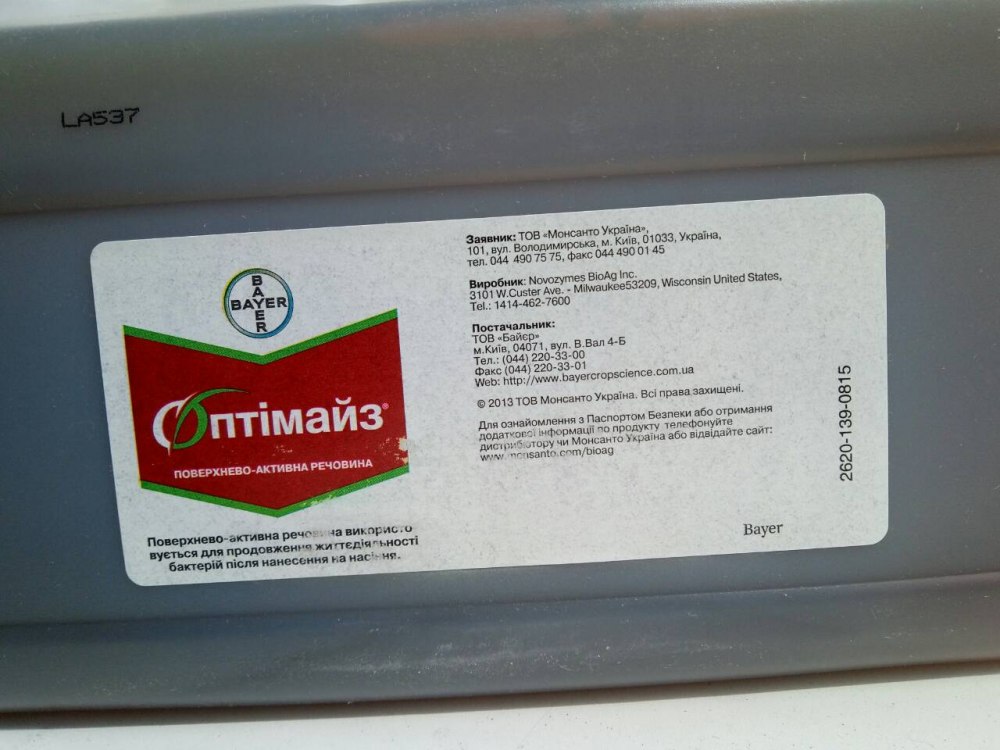 LA537
BAYER
BAYER
Оптімайз®
ПОВЕРХНЕВО-АКТИВНА РЕЧОВИНА
Поверхнево-активна речовина використо
вується для продовження життєдіяльності
бактерій після нанесення на насіння.
Заявник: ТОВ «Монсанто Україна»,
101, вул. Володимирська, м. Київ, 01033, Україна,
тел. 044 490 75 75, факс 044 490 01 45
Виробник: Novozymes BioAg Inc.
3101 W.Custer Ave. - Milwaukee53209, Wisconsin United States,
Tel.: 1414-462-7600
Постачальник:
ТОВ «Байєр»
м.Київ, 04071, вул. В.Вал 4-Б
Тел.: (044) 220-33-00
Факс (044) 220-33-01
Web: http://www.bayercropscience.com.ua
© 2013 ТОВ Монсанто Україна. Всі права захищені.
Для ознайомлення з Паспортом Безпеки або отримання
додаткової інформації по продукту телефонуйте
дистрибютору чи Монсанто Україна або відвідайте сайт:
www.monsanto.com/bioag
Bayer
2620-139-0815